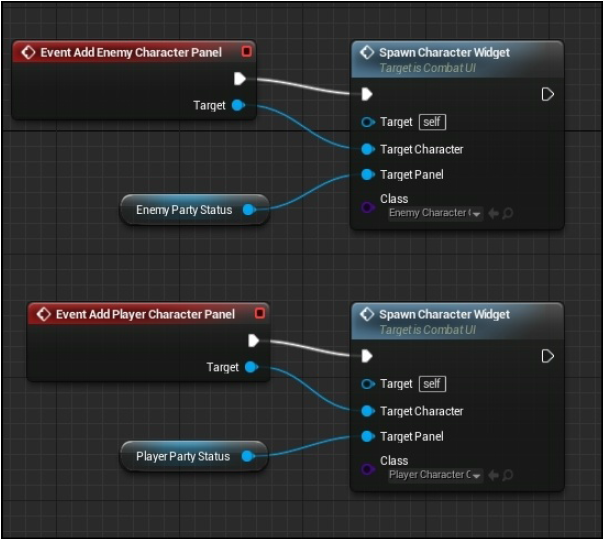 Event Add Enemy Character Panel
Target
Enemy Party Status
Spawn Character Widget
Target is Combat UI
Target self
Target Character
Target Panel
Class
Enemy Character
Event Add Player Character Panel
Target
Player Party Status
Spawn Character Widget
Target is Combat UI
Target self
Target Character
Target Panel
Class
Player Character